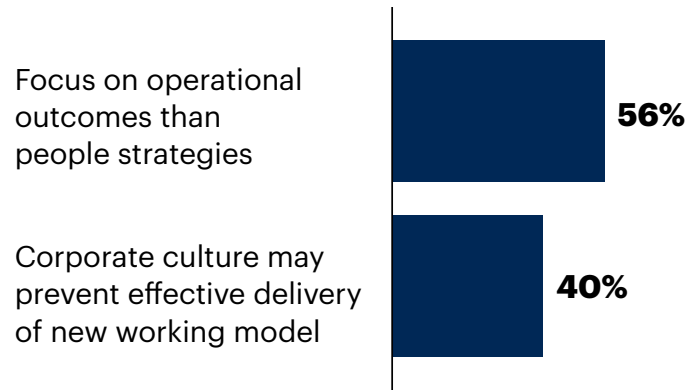 Focus on operational
outcomes than
people strategies
56%
Corporate culture may
prevent effective delivery
of new working model
40%